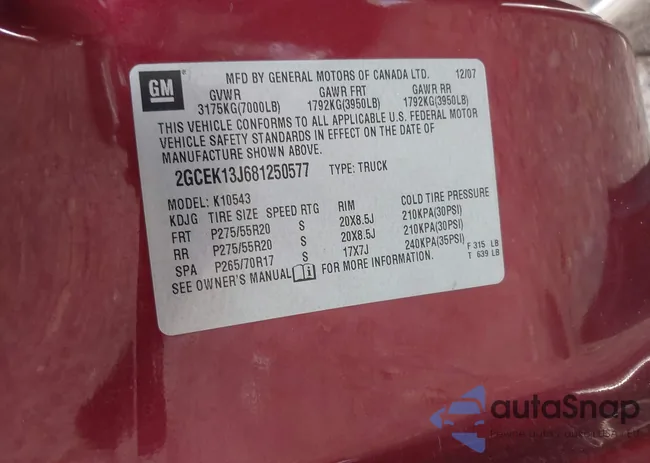 GM
MFD BY GENERAL MOTORS OF CANADA LTD. 12/07
GVWR GAWR FRT GAWR RR
3175KG(7000LB) 1792KG(3950LB) 1792KG(3950LB)
THIS VEHICLE CONFORMS TO ALL APPLICABLE U.S. FEDERAL MOTOR
VEHICLE SAFETY STANDARDS IN EFFECT ON THE DATE OF
MANUFACTURE SHOWN ABOVE.
2GCEK13J681250577 TYPE: TRUCK
MODEL: K10543
KDJG TIRE SIZE SPEED RTG RIM COLD TIRE PRESSURE
FRT P275/55R20 S 20X8.5J 210KPA(30PSI)
RR P275/55R20 S 20X8.5J 210KPA(30PSI)
SPA P265/70R17 S 17X7J 240KPA(35PSI) F 315 LB
T 639 LB
SEE OWNER'S MANUAL FOR MORE INFORMATION.
autoSnap